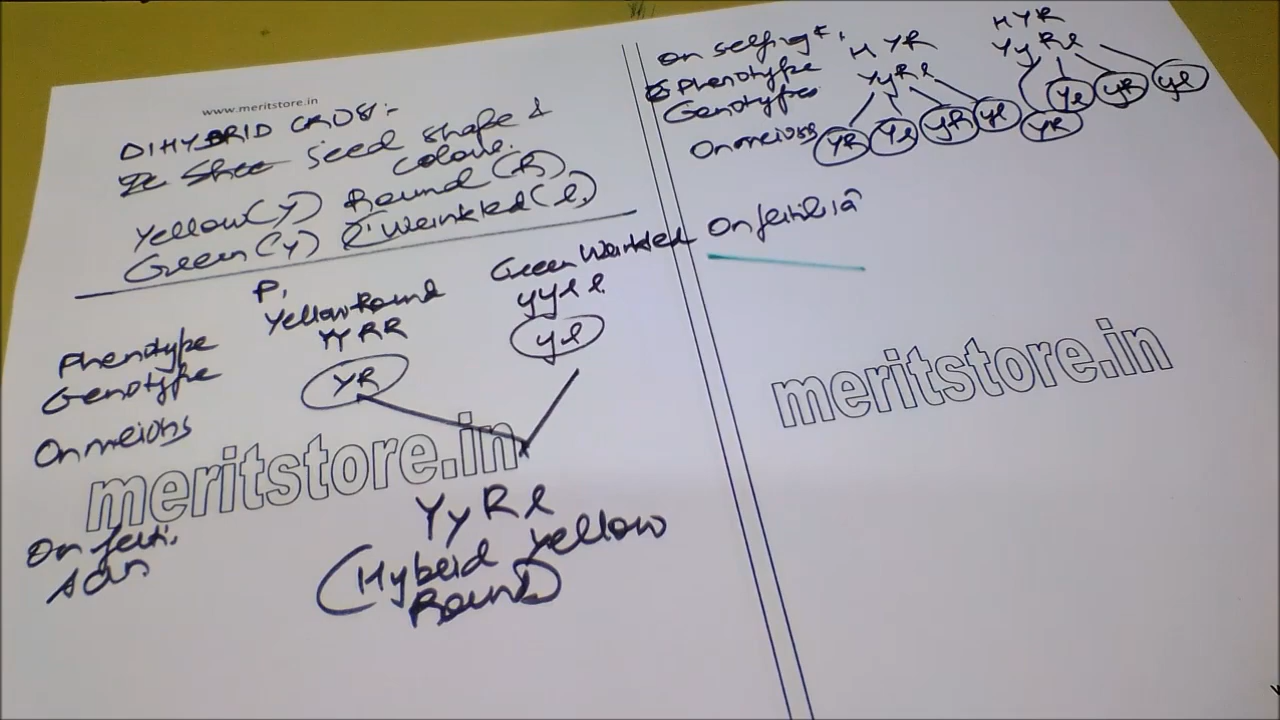 www.meritstore.in
DIHYBRID CROSS:-
Seed shape &
colour.
Yellow(Y) Round (R)
Green(y) Wrinkled(r)
P,
Phenotype Yellow Round Green Wrinkled
Genotype YYRR yyrr
On meiosis YR yr
meritstore.in
On ferti. YyRr
(Hybrid yellow
Round)
On selfing F,
Phenotype HYR HYR
Genotype YyRr YyRr
On meiosis YR Yr yR yr YR Yr yR yr
On
meritstore.in